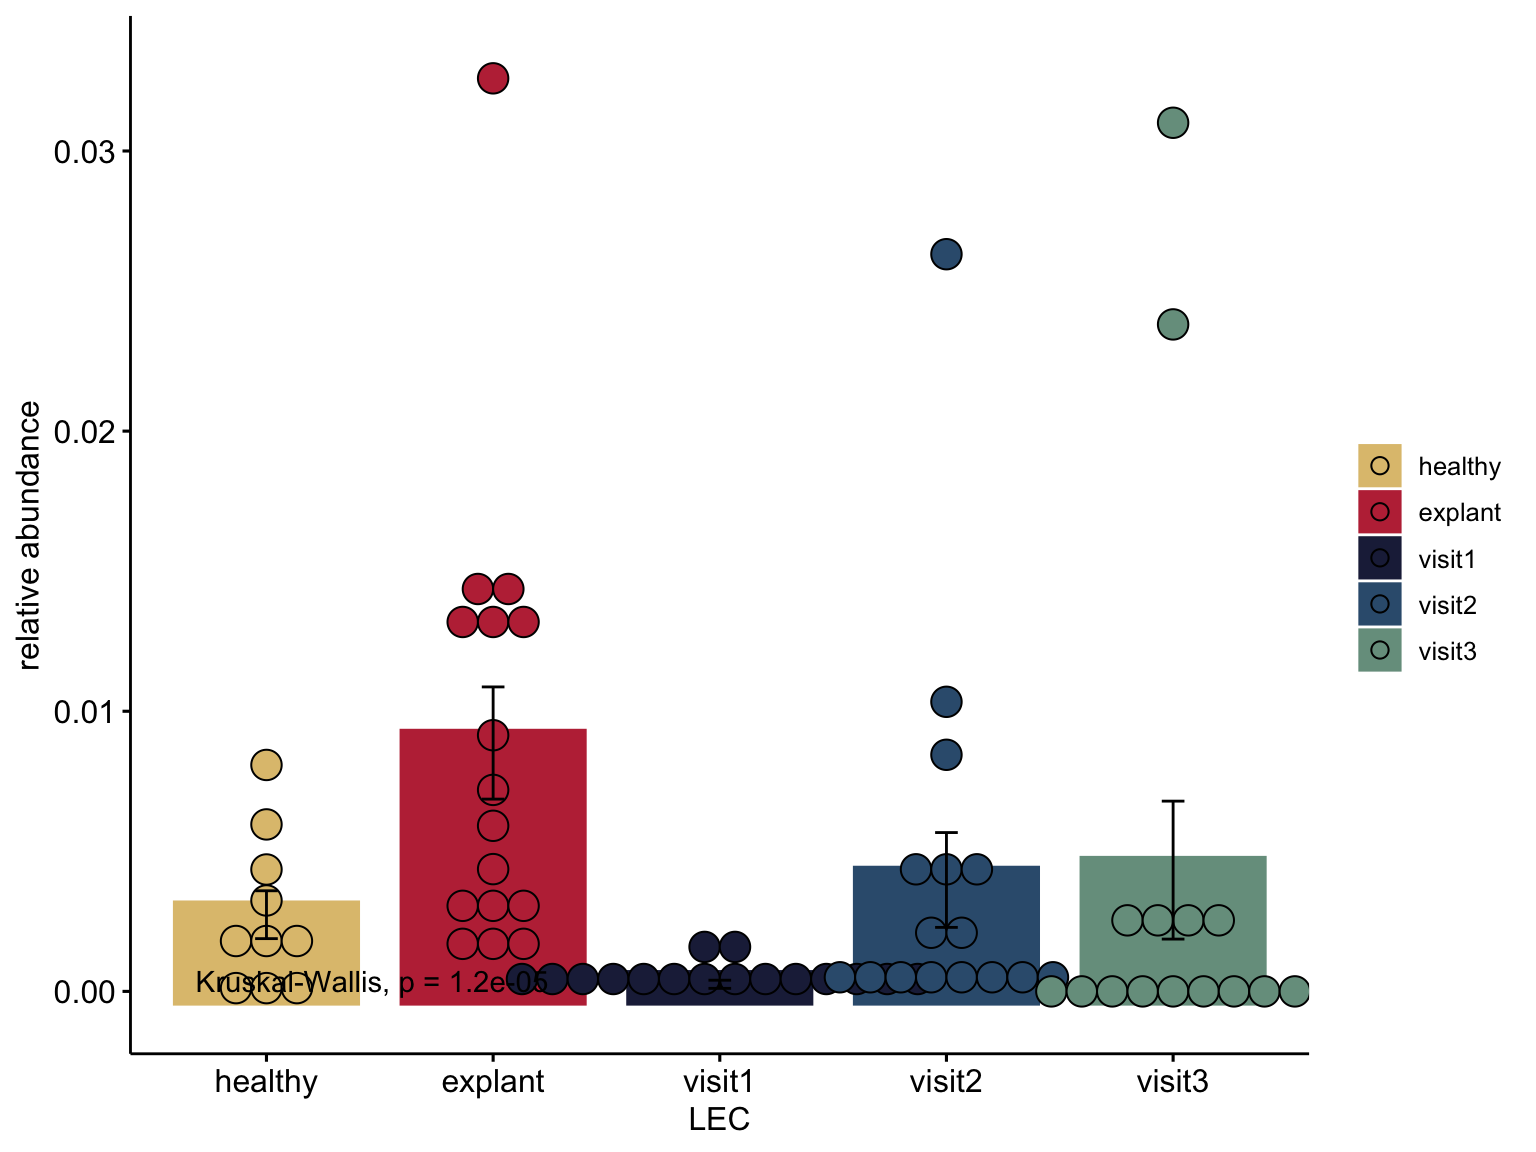 0.03
0.02
0.01
0.00
relative abundance
Kruskal-Wallis, p = 1.2e-05
healthy
explant
visit1
visit2
visit3
LEC
healthy
explant
visit1
visit2
visit3